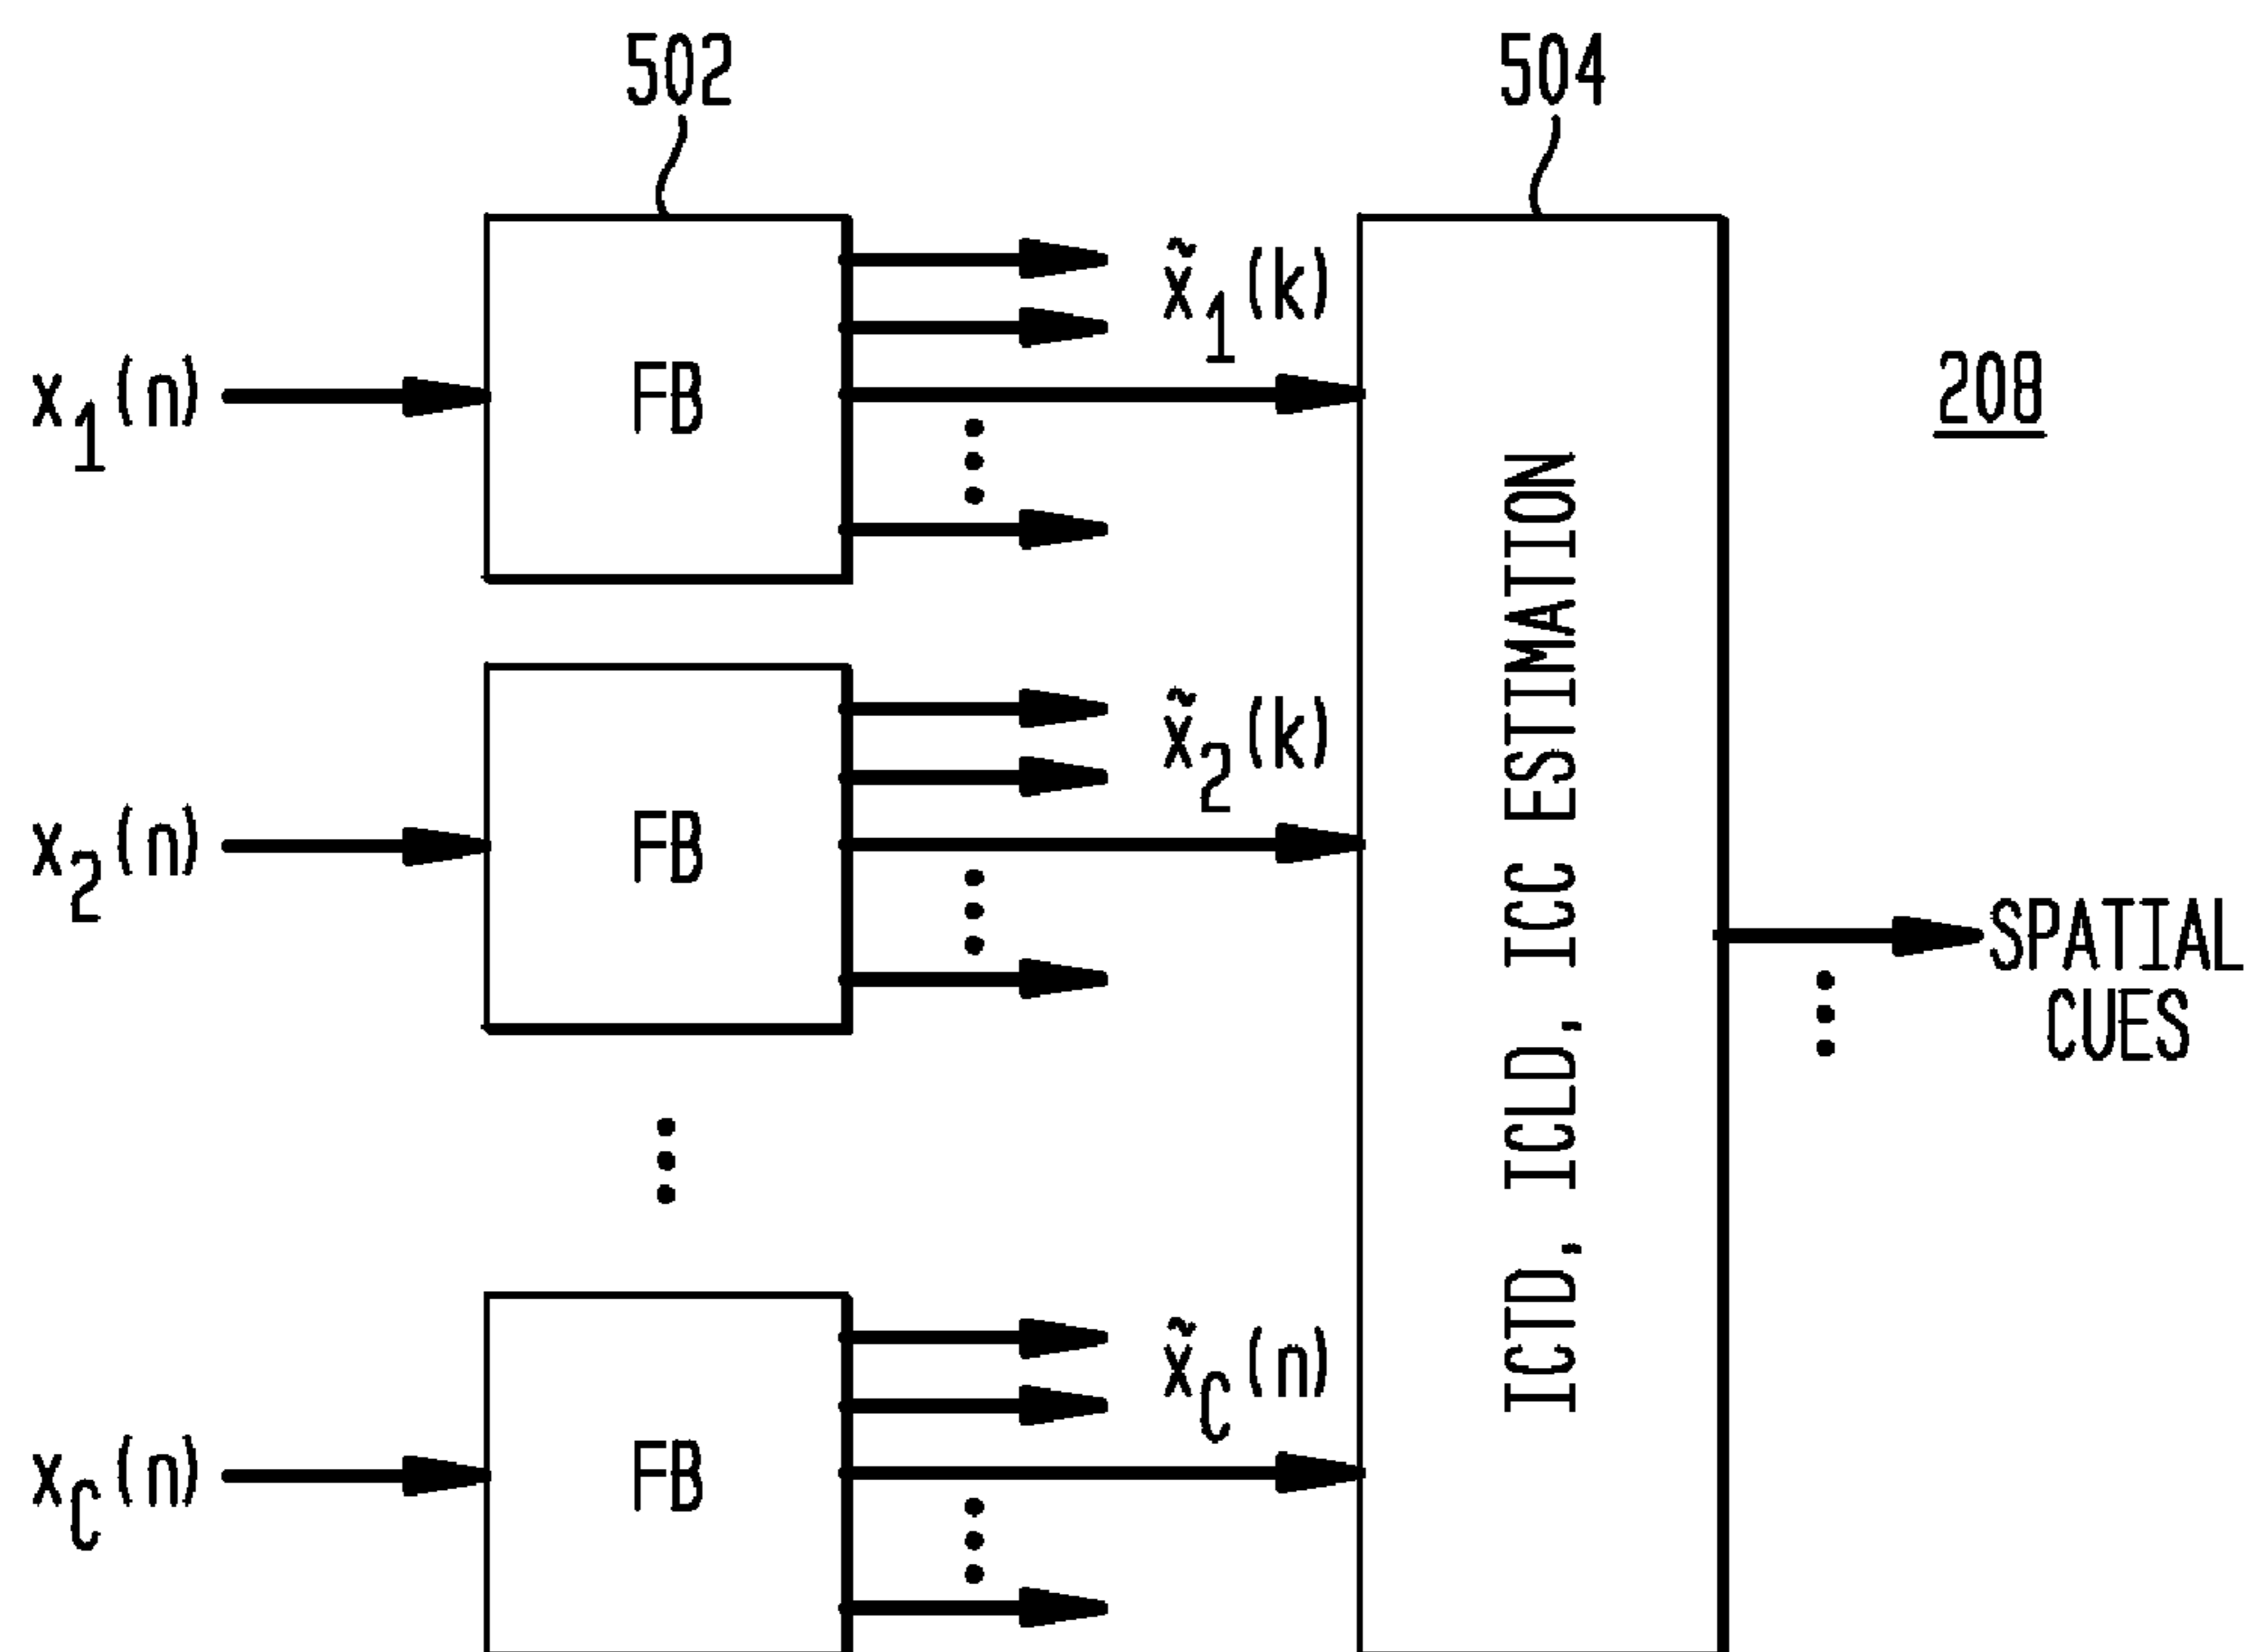 502
504
x̃1(k)
x1(n)
FB
208
x̃2(k)
x2(n)
FB
ICTD, ICLD, ICC ESTIMATION
SPATIAL
CUES
x̃C(n)
xC(n)
FB